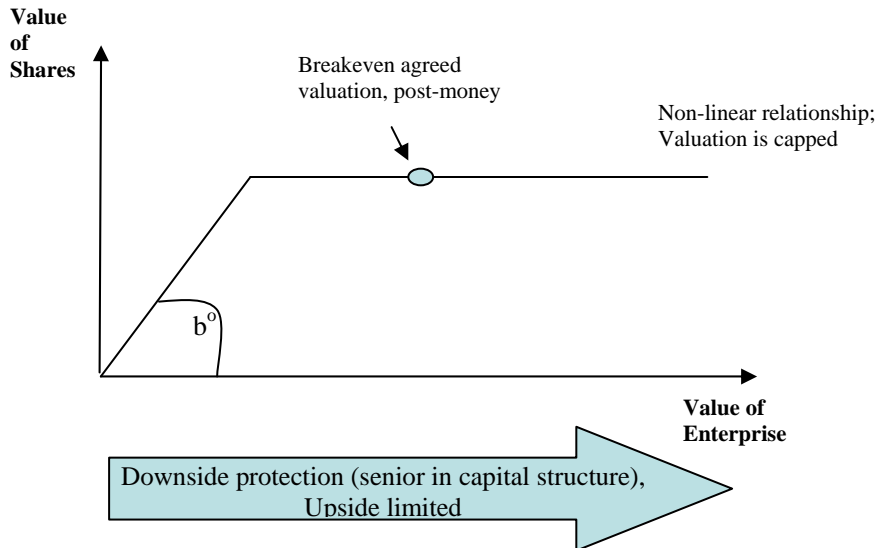 Value
of
Shares
Breakeven agreed
valuation, post-money
Non-linear relationship;
Valuation is capped
b°
Value of
Enterprise
Downside protection (senior in capital structure),
Upside limited